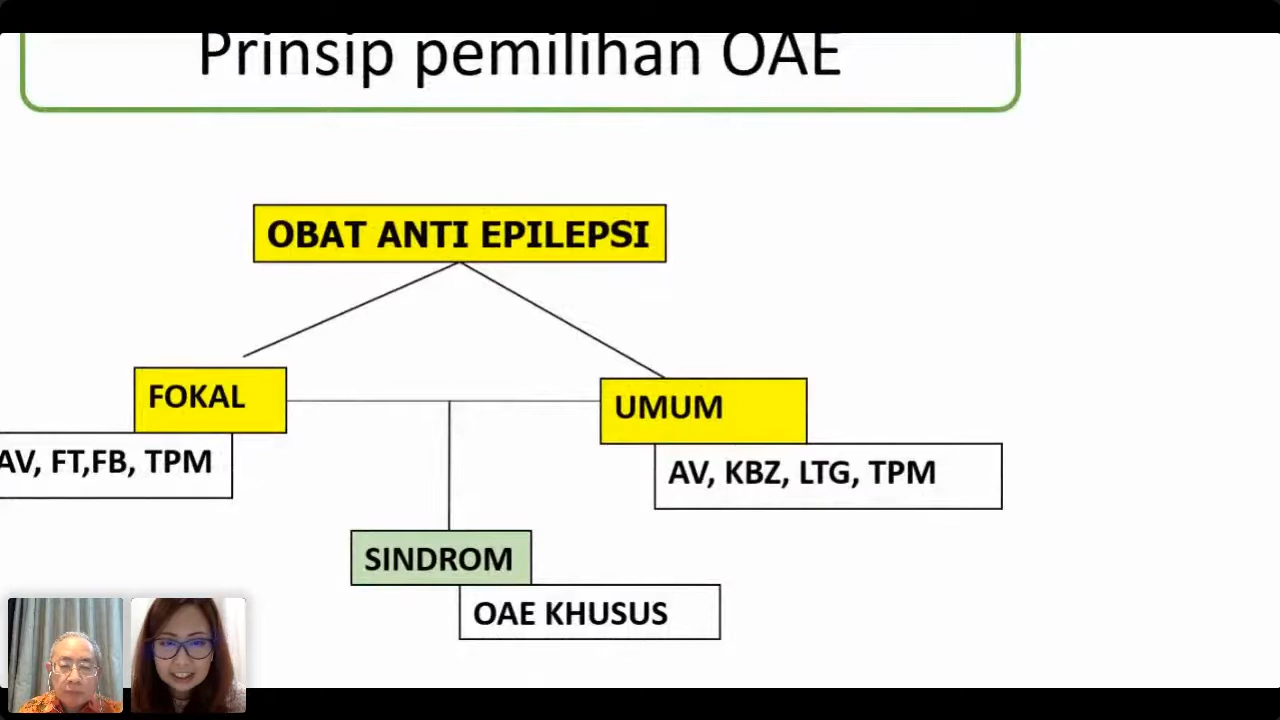 Prinsip pemilihan OAE
OBAT ANTI EPILEPSI
FOKAL
UMUM
AV, FT,FB, TPM
AV, KBZ, LTG, TPM
SINDROM
OAE KHUSUS